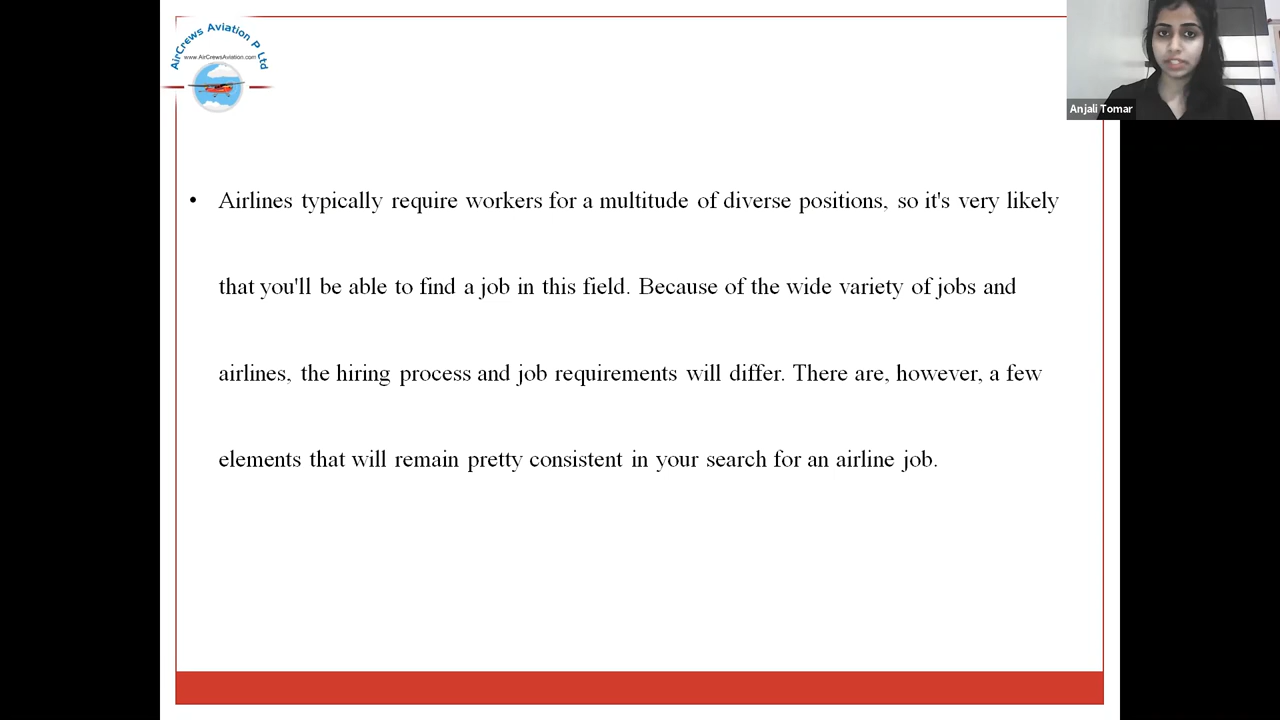 AirCrews Aviation P Ltd
www.AirCrewsAviation.com
Anjali Tomar
• Airlines typically require workers for a multitude of diverse positions, so it's very likely
that you'll be able to find a job in this field. Because of the wide variety of jobs and
airlines, the hiring process and job requirements will differ. There are, however, a few
elements that will remain pretty consistent in your search for an airline job.